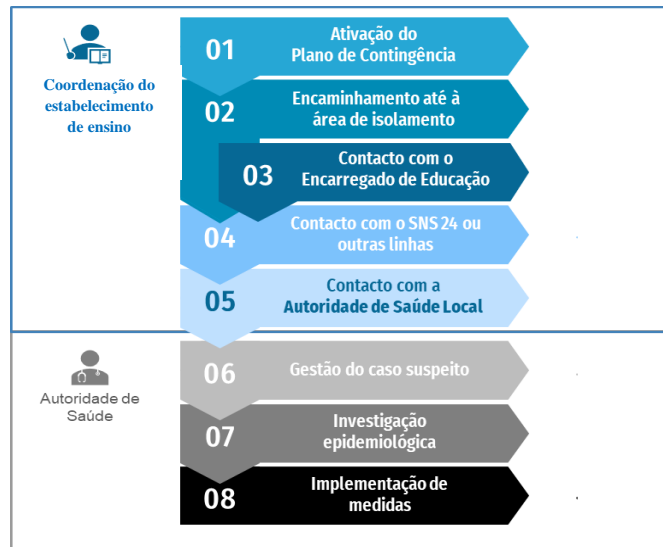 Coordenação do
estabelecimento
de ensino
01
Ativação do
Plano de Contingência
02
Encaminhamento até à
área de isolamento
03
Contacto com o
Encarregado de Educação
04
Contacto com o SNS 24 ou
outras linhas
05
Contacto com a
Autoridade de Saúde Local
Autoridade de
Saúde
06
Gestão do caso suspeito
07
Investigação
epidemiológica
08
Implementação de
medidas